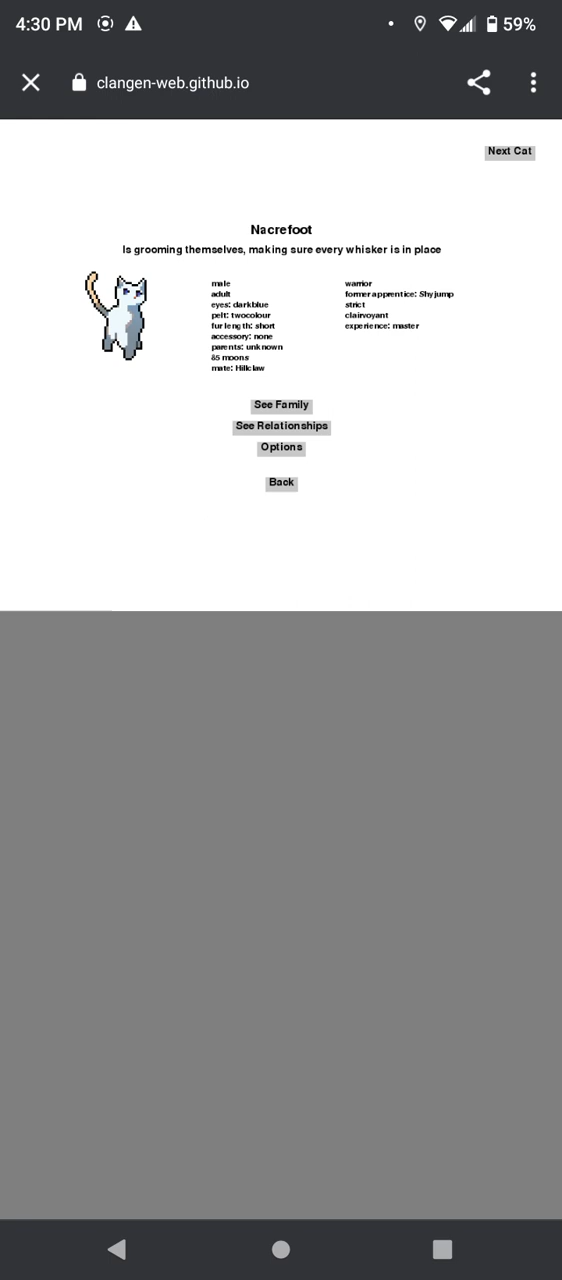 4:30 PM
59%
clangen-web.github.io
Next Cat
Nacrefoot
Is grooming themselves, making sure every whisker is in place
male
adult
eyes: darkblue
pelt: twocolour
fur length: short
accessory: none
parents: unknown
85 moons
mate: Hillclaw
warrior
former apprentice: Shyjump
strict
clairvoyant
experience: master
See Family
See Relationships
Options
Back